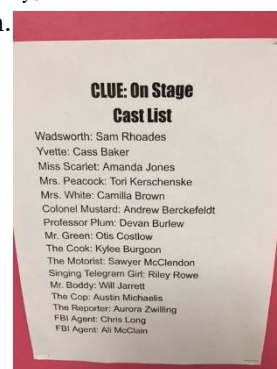 CLUE: On Stage
Cast List
Wadsworth: Sam Rhoades
Yvette: Cass Baker
Miss Scarlet: Amanda Jones
Mrs. Peacock: Tori Kerschenske
Mrs. White: Camilla Brown
Colonel Mustard: Andrew Berckefeldt
Professor Plum: Devan Burlew
Mr. Green: Otis Costlow
The Cook: Kylee Burgoon
The Motorist: Sawyer McClendon
Singing Telegram Girl: Riley Rowe
Mr. Boddy: Will Jarrett
The Cop: Austin Michaelis
The Reporter: Aurora Zwilling
FBI Agent: Chris Long
FBI Agent: Ali McClain